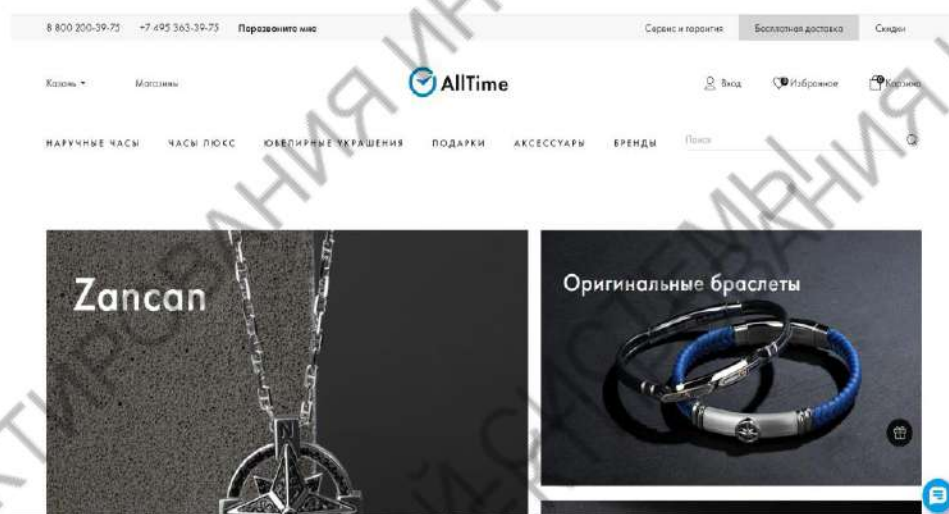 8 800 200-39-75 +7 495 363-39-75 Перезвоните мне Сервис и гарантия Бесплатная доставка Скидки
Казань Магазины AllTime Вход Избранное Корзина
НАРУЧНЫЕ ЧАСЫ ЧАСЫ ЛЮКС ЮВЕЛИРНЫЕ УКРАШЕНИЯ ПОДАРКИ АКСЕССУАРЫ БРЕНДЫ Поиск
Zancan
Оригинальные браслеты
N